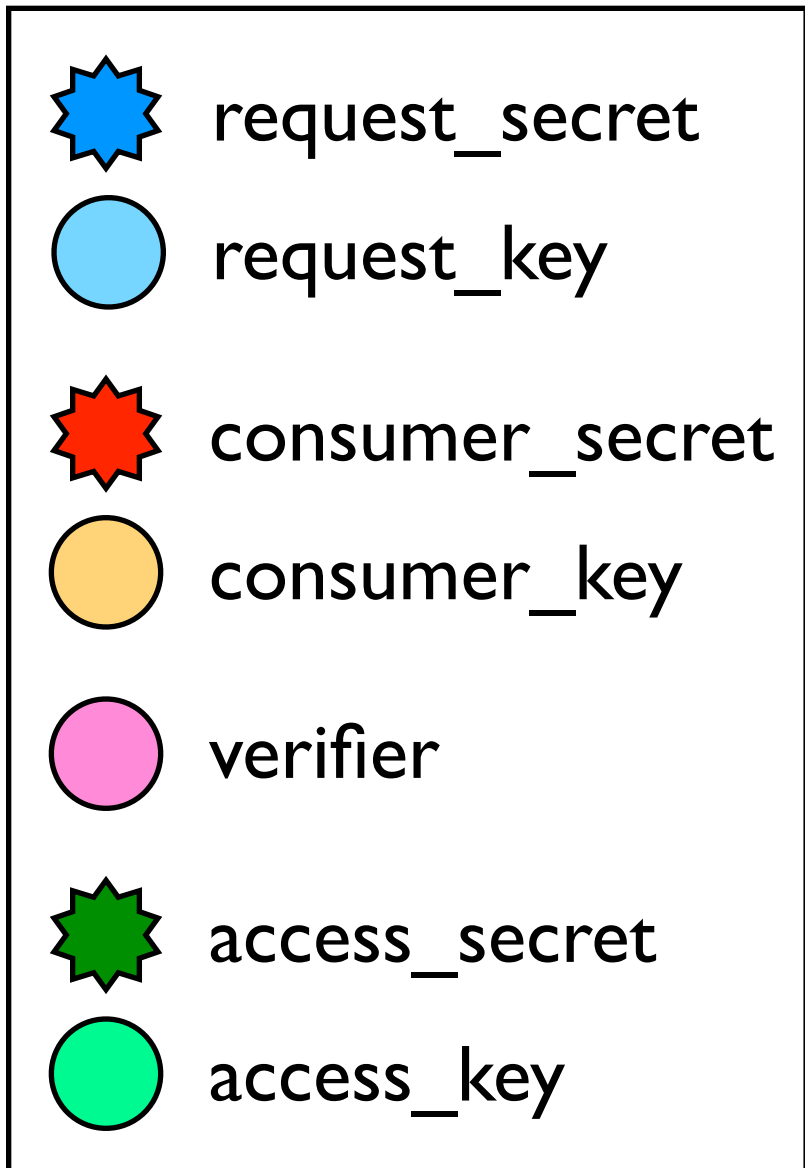 request_secret
request_key
consumer_secret
consumer_key
verifier
access_secret
access_key